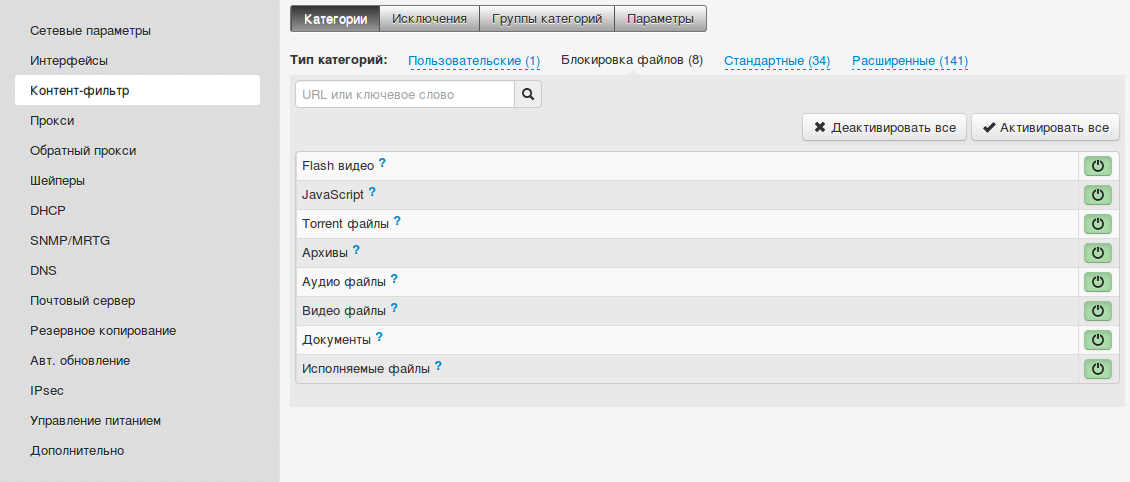 Сетевые параметры
Интерфейсы
Контент-фильтр
Прокси
Обратный прокси
Шейперы
DHCP
SNMP/MRTG
DNS
Почтовый сервер
Резервное копирование
Авт. обновление
IPsec
Управление питанием
Дополнительно
Категории Исключения Группы категорий Параметры
Тип категорий: Пользовательские (1) Блокировка файлов (8) Стандартные (34) Расширенные (141)
URL или ключевое слово
Деактивировать все Активировать все
Flash видео ?
JavaScript ?
Torrent файлы ?
Архивы ?
Аудио файлы ?
Видео файлы ?
Документы ?
Исполняемые файлы ?